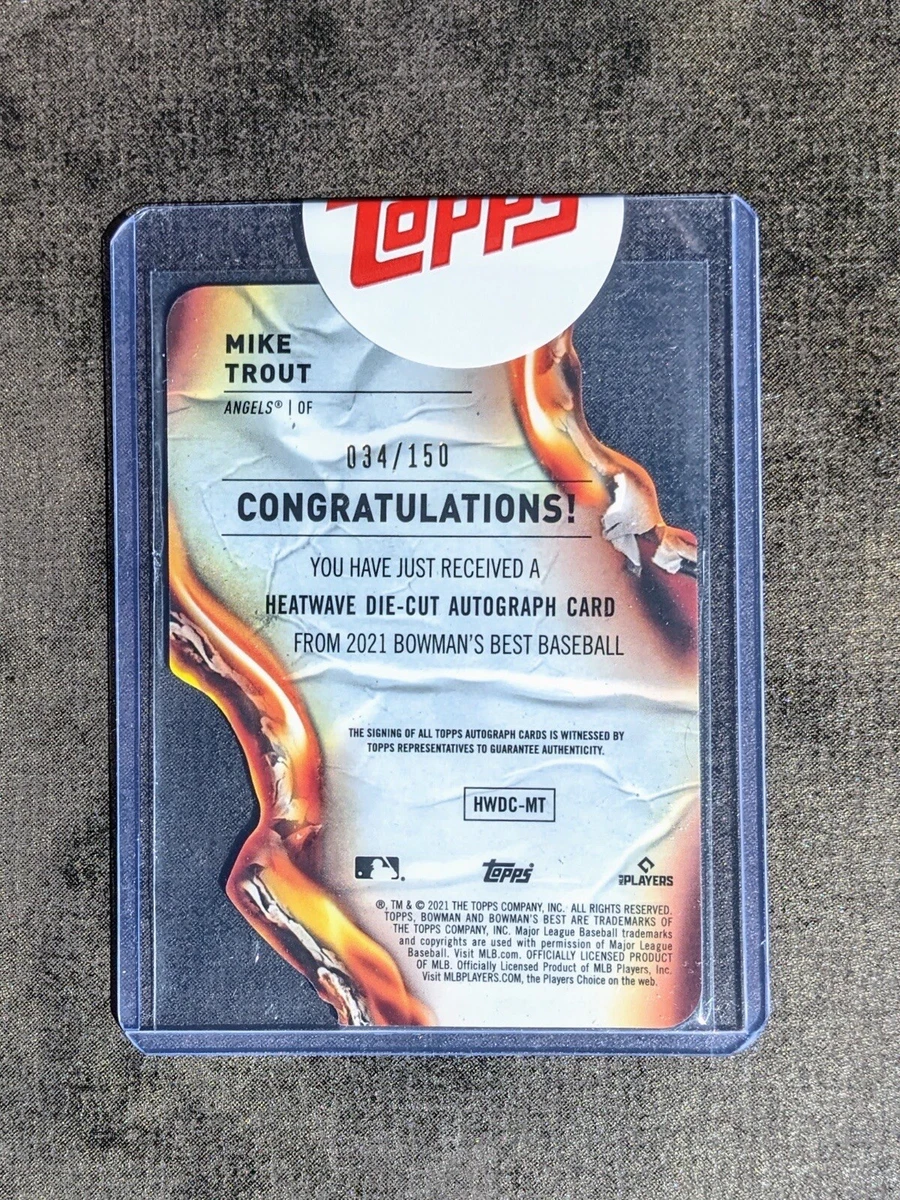 Topps
MIKE
TROUT
ANGELS® | OF
034/150
CONGRATULATIONS!
YOU HAVE JUST RECEIVED A
HEATWAVE DIE-CUT AUTOGRAPH CARD
FROM 2021 BOWMAN'S BEST BASEBALL
THE SIGNING OF ALL TOPPS AUTOGRAPH CARDS IS WITNESSED BY
TOPPS REPRESENTATIVES TO GUARANTEE AUTHENTICITY.
HWDC-MT
Topps
MLB PLAYERS
®, TM & © 2021 THE TOPPS COMPANY, INC. ALL RIGHTS RESERVED.
TOPPS, BOWMAN AND BOWMAN'S BEST ARE TRADEMARKS OF
THE TOPPS COMPANY, INC. Major League Baseball trademarks
and copyrights are used with permission of Major League
Baseball. Visit MLB.com. OFFICIALLY LICENSED PRODUCT
OF MLB. Officially Licensed Product of MLB Players, Inc.
Visit MLBPLAYERS.COM, the Players Choice on the web.